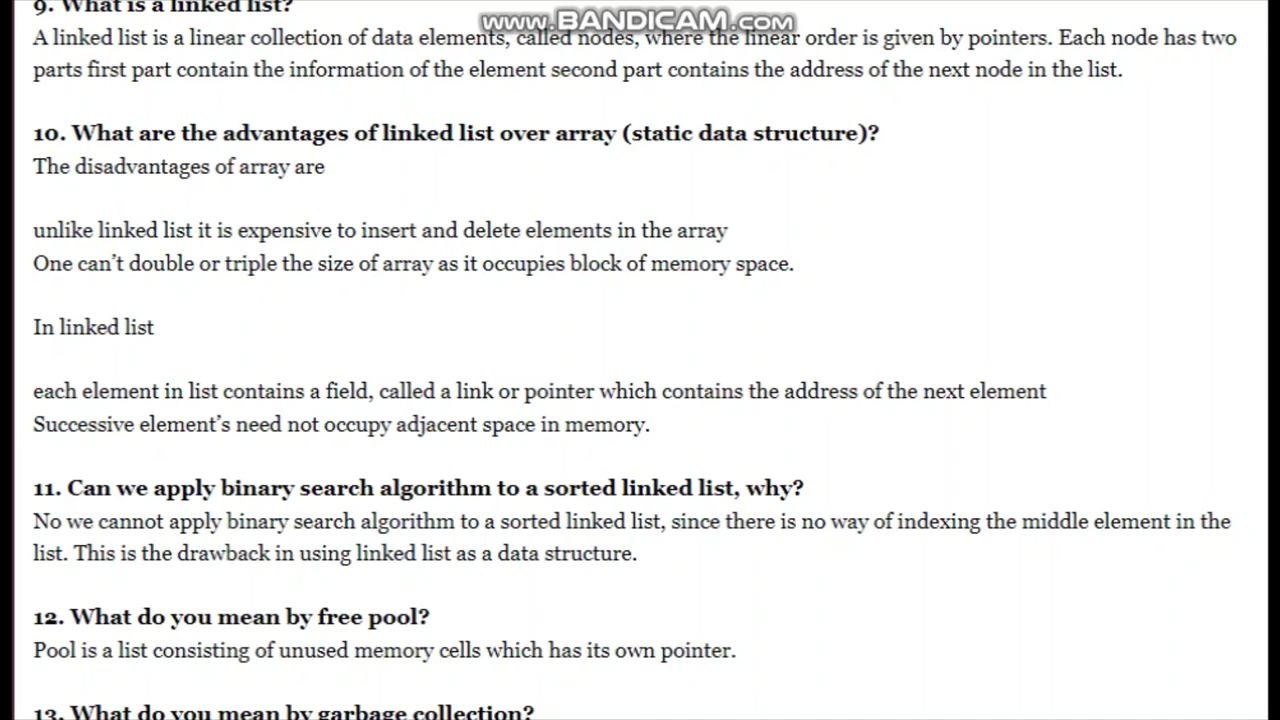 9. What is a linked list?
www.BANDICAM.com
A linked list is a linear collection of data elements, called nodes, where the linear order is given by pointers. Each node has two
parts first part contain the information of the element second part contains the address of the next node in the list.
10. What are the advantages of linked list over array (static data structure)?
The disadvantages of array are
unlike linked list it is expensive to insert and delete elements in the array
One can’t double or triple the size of array as it occupies block of memory space.
In linked list
each element in list contains a field, called a link or pointer which contains the address of the next element
Successive element’s need not occupy adjacent space in memory.
11. Can we apply binary search algorithm to a sorted linked list, why?
No we cannot apply binary search algorithm to a sorted linked list, since there is no way of indexing the middle element in the
list. This is the drawback in using linked list as a data structure.
12. What do you mean by free pool?
Pool is a list consisting of unused memory cells which has its own pointer.
13. What do you mean by garbage collection?